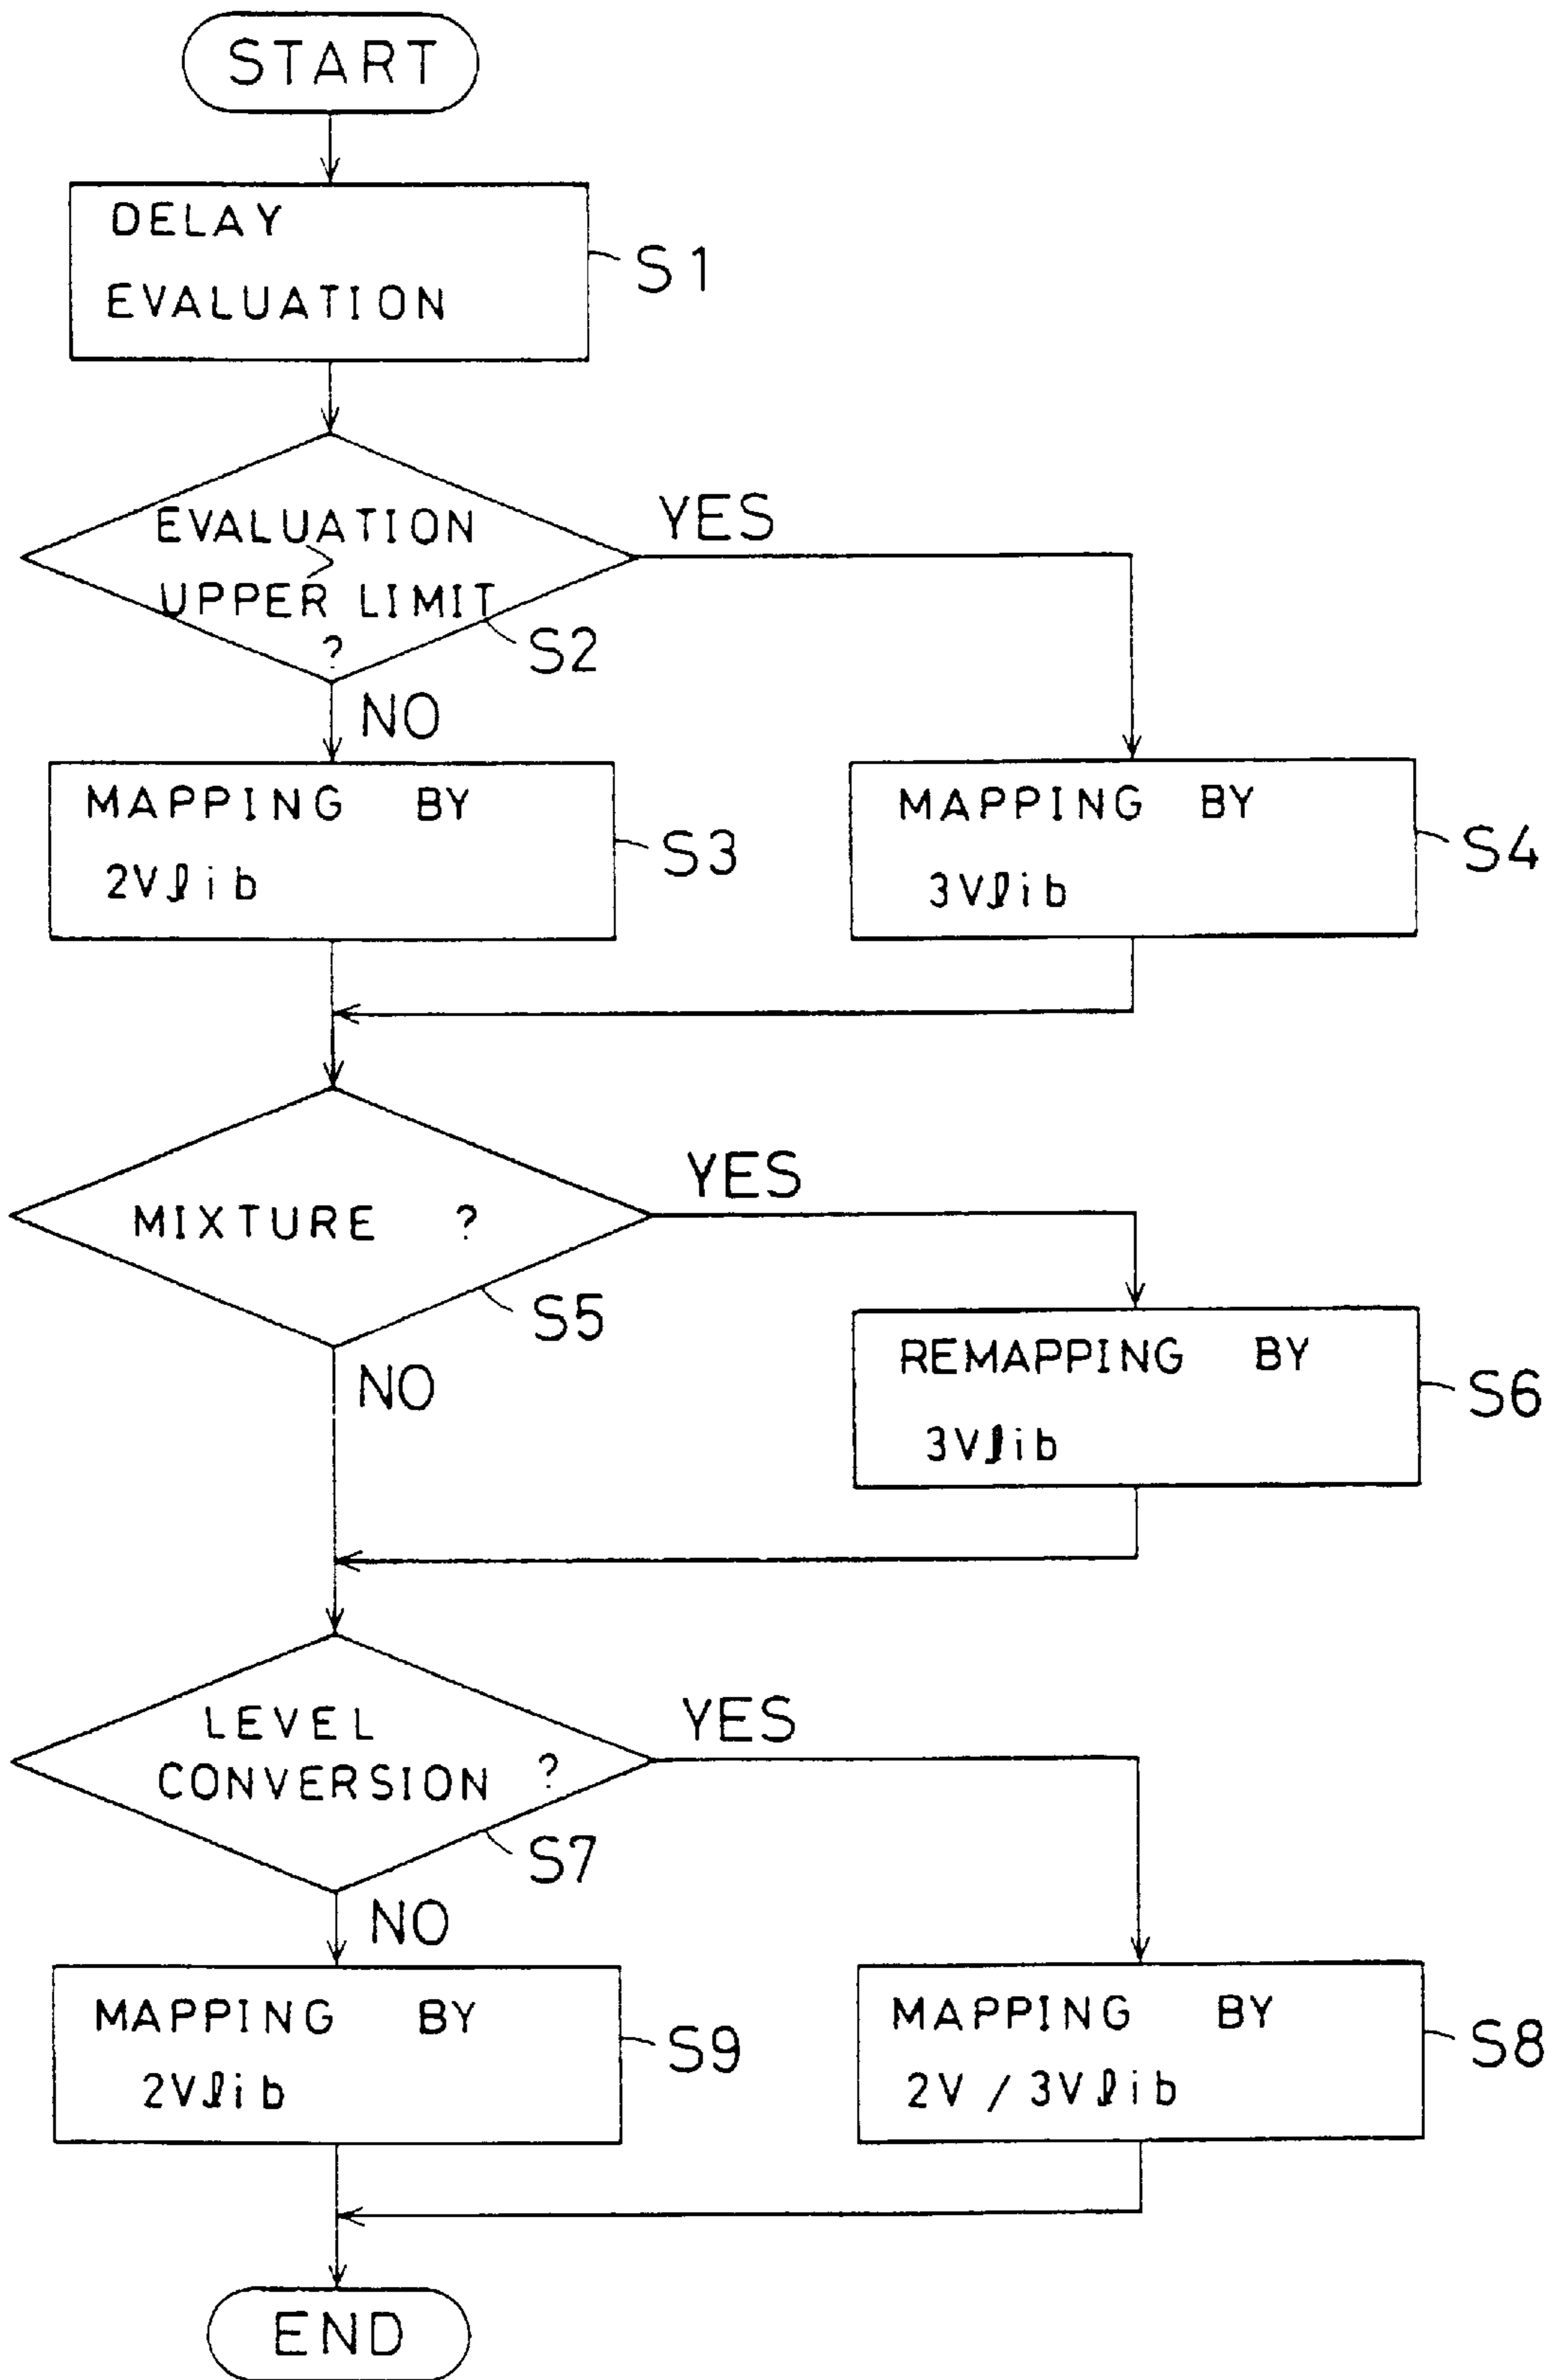 START
DELAY
EVALUATION
S1
EVALUATION
>
UPPER LIMIT
?
S2
YES
NO
MAPPING BY
2Vlib
S3
MAPPING BY
3Vlib
S4
MIXTURE ?
S5
YES
NO
REMAPPING BY
3Vlib
S6
LEVEL
CONVERSION ?
S7
YES
NO
MAPPING BY
2Vlib
S9
MAPPING BY
2V / 3Vlib
S8
END